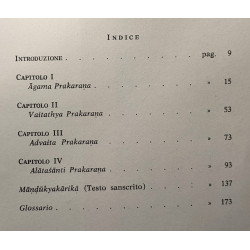 INDICE
INTRODUZIONE . . . . . . . pag. 9
CAPITOLO I
Āgama Prakaraṇa . . . . . . » 15
CAPITOLO II
Vaitathya Prakaraṇa . . . . . » 53
CAPITOLO III
Advaita Prakaraṇa . . . . . » 73
CAPITOLO IV
Alātaśānti Prakaraṇa . . . . . » 93
Māṇḍūkyakārikā (Testo sanscrito) . . . » 137
Glossario . . . . . . . » 173